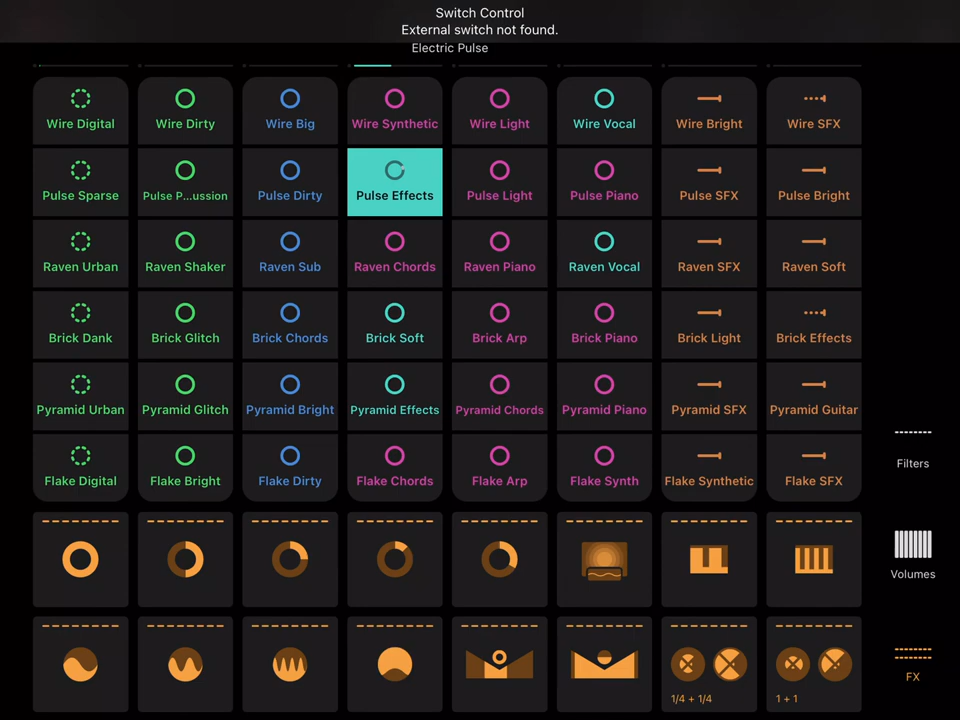 Switch Control
External switch not found.
Electric Pulse
Wire Digital
Wire Dirty
Wire Big
Wire Synthetic
Wire Light
Wire Vocal
Wire Bright
Wire SFX
Pulse Sparse
Pulse P...ussion
Pulse Dirty
Pulse Effects
Pulse Light
Pulse Piano
Pulse SFX
Pulse Bright
Raven Urban
Raven Shaker
Raven Sub
Raven Chords
Raven Piano
Raven Vocal
Raven SFX
Raven Soft
Brick Dank
Brick Glitch
Brick Chords
Brick Soft
Brick Arp
Brick Piano
Brick Light
Brick Effects
Pyramid Urban
Pyramid Glitch
Pyramid Bright
Pyramid Effects
Pyramid Chords
Pyramid Piano
Pyramid SFX
Pyramid Guitar
Flake Digital
Flake Bright
Flake Dirty
Flake Chords
Flake Arp
Flake Synth
Flake Synthetic
Flake SFX
Filters
Volumes
FX
1/4 + 1/4
1 + 1